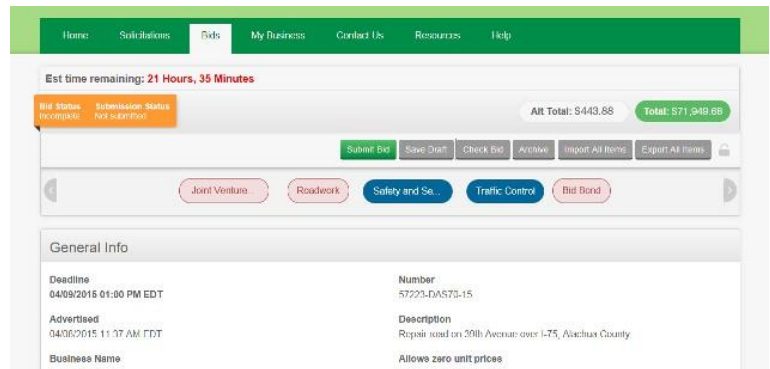 Home Solicitations Bids My Business Contact Us Resources Help
Est time remaining: 21 Hours, 35 Minutes
Bid Status Submission Status
Incomplete Not submitted
Alt Total: $443.88 Total: $71,949.68
Submit Bid Save Draft Check Bid Archive Import All Items Export All Items
Joint Venture... Roadwork Safety and Se... Traffic Control Bid Bond
General Info
Deadline Number
04/09/2015 01:00 PM EDT 57223-DAS70-15
Advertised Description
04/08/2015 11:37 AM EDT Repair road on 39th Avenue over I-75, Alachua County
Business Name Allows zero unit prices